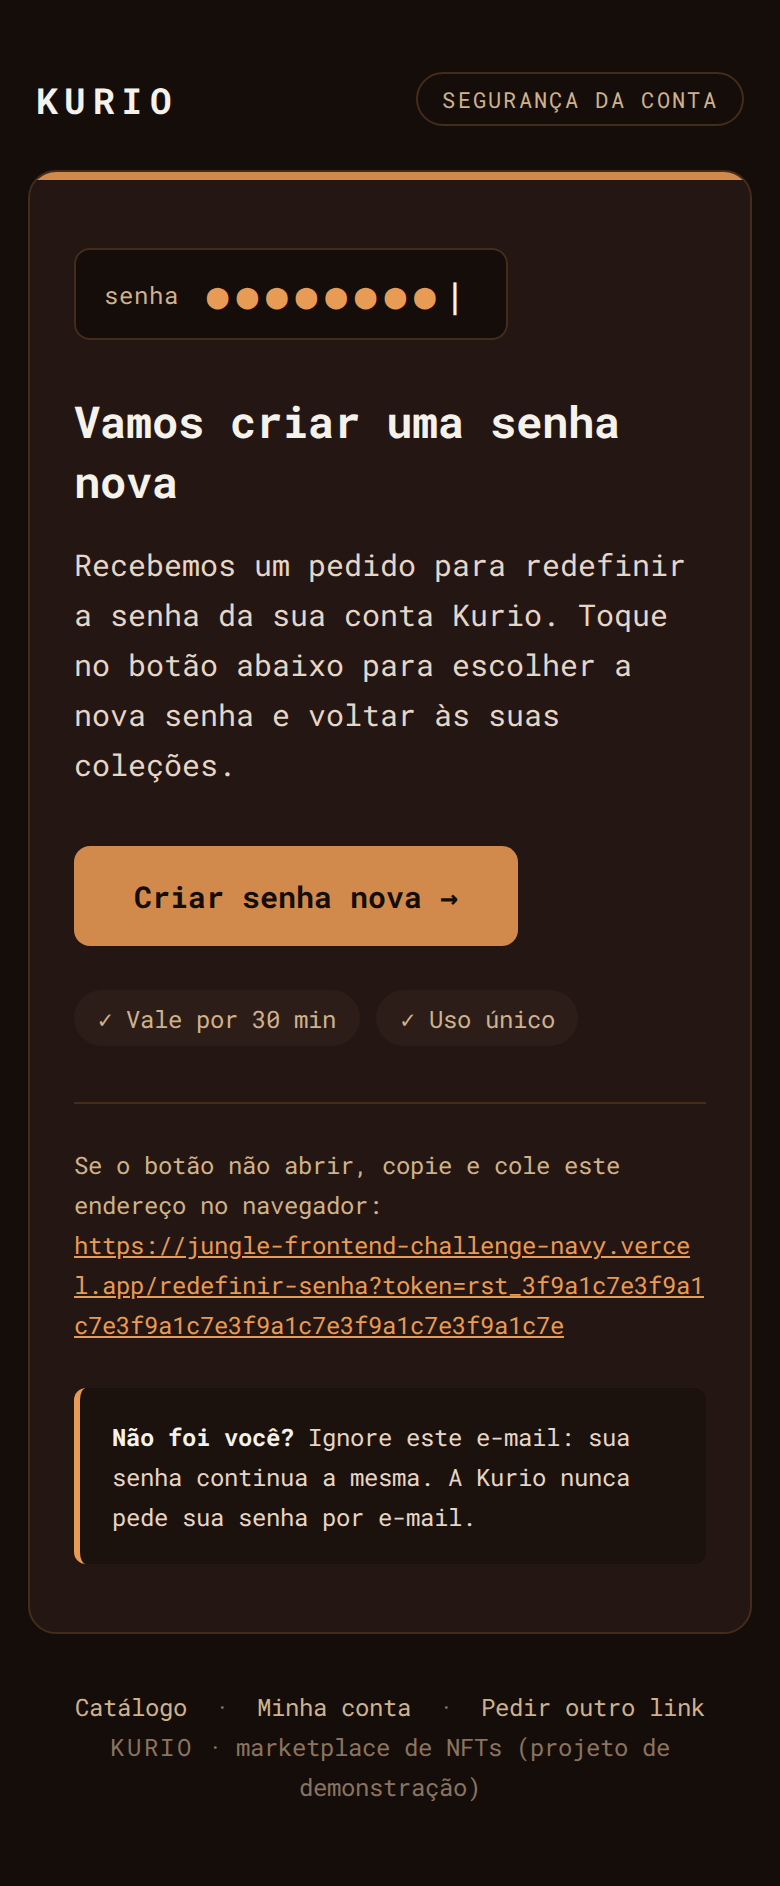 KURIO
SEGURANÇA DA CONTA
senha ●●●●●●●●|
Vamos criar uma senha
nova
Recebemos um pedido para redefinir
a senha da sua conta Kurio. Toque
no botão abaixo para escolher a
nova senha e voltar às suas
coleções.
Criar senha nova →
✓ Vale por 30 min
✓ Uso único
Se o botão não abrir, copie e cole este
endereço no navegador:
https://jungle-frontend-challenge-navy.verce
l.app/redefinir-senha?token=rst_3f9a1c7e3f9a1
c7e3f9a1c7e3f9a1c7e3f9a1c7e3f9a1c7e
Não foi você? Ignore este e-mail: sua
senha continua a mesma. A Kurio nunca
pede sua senha por e-mail.
Catálogo · Minha conta · Pedir outro link
KURIO · marketplace de NFTs (projeto de
demonstração)